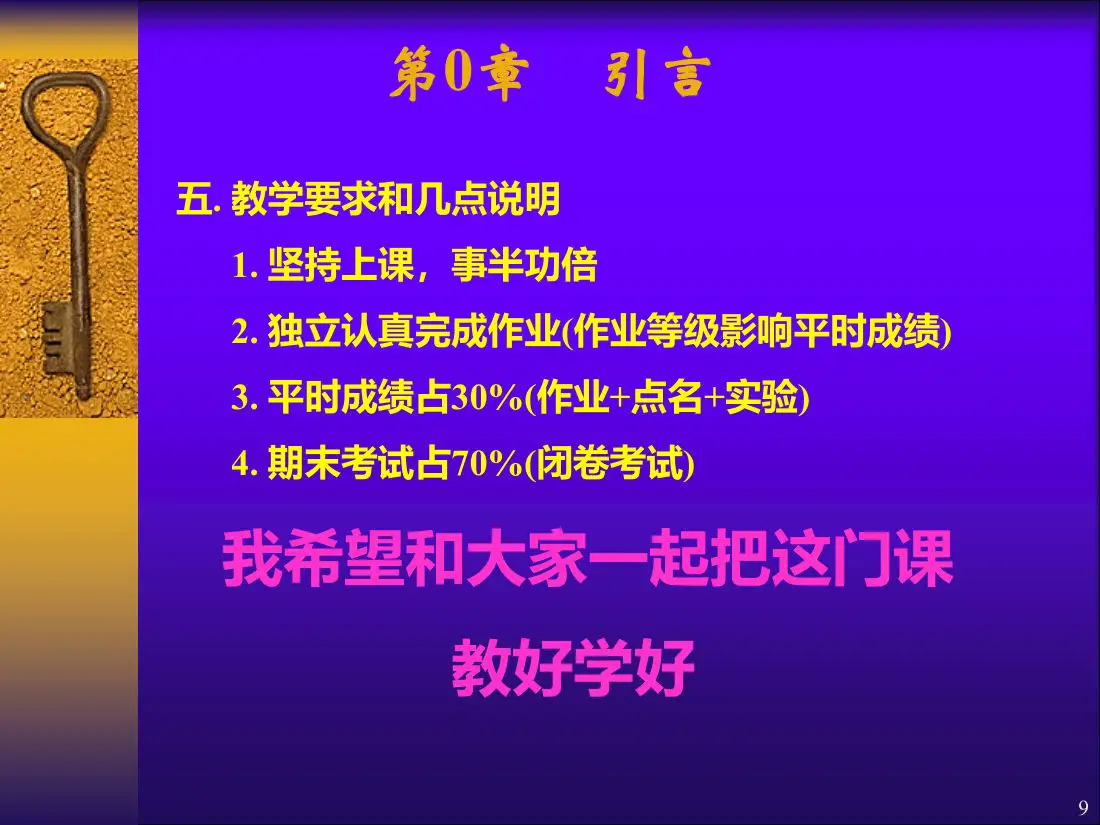 第0章 引言
五. 教学要求和几点说明
1. 坚持上课，事半功倍
2. 独立认真完成作业(作业等级影响平时成绩)
3. 平时成绩占30%(作业+点名+实验)
4. 期末考试占70%(闭卷考试)
我希望和大家一起把这门课
教好学好
9